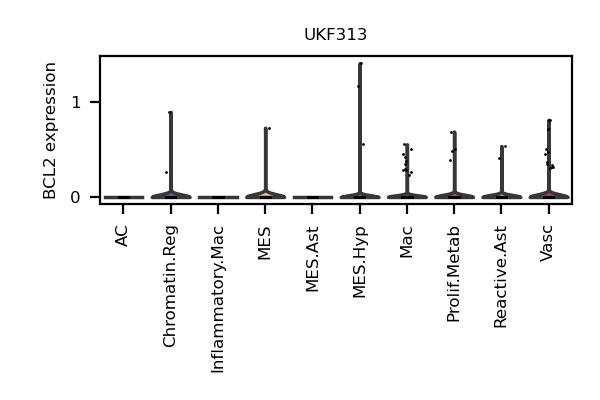 UKF313
BCL2 expression
1
0
AC
Chromatin.Reg
Inflammatory.Mac
MES
MES.Ast
MES.Hyp
Mac
Prolif.Metab
Reactive.Ast
Vasc